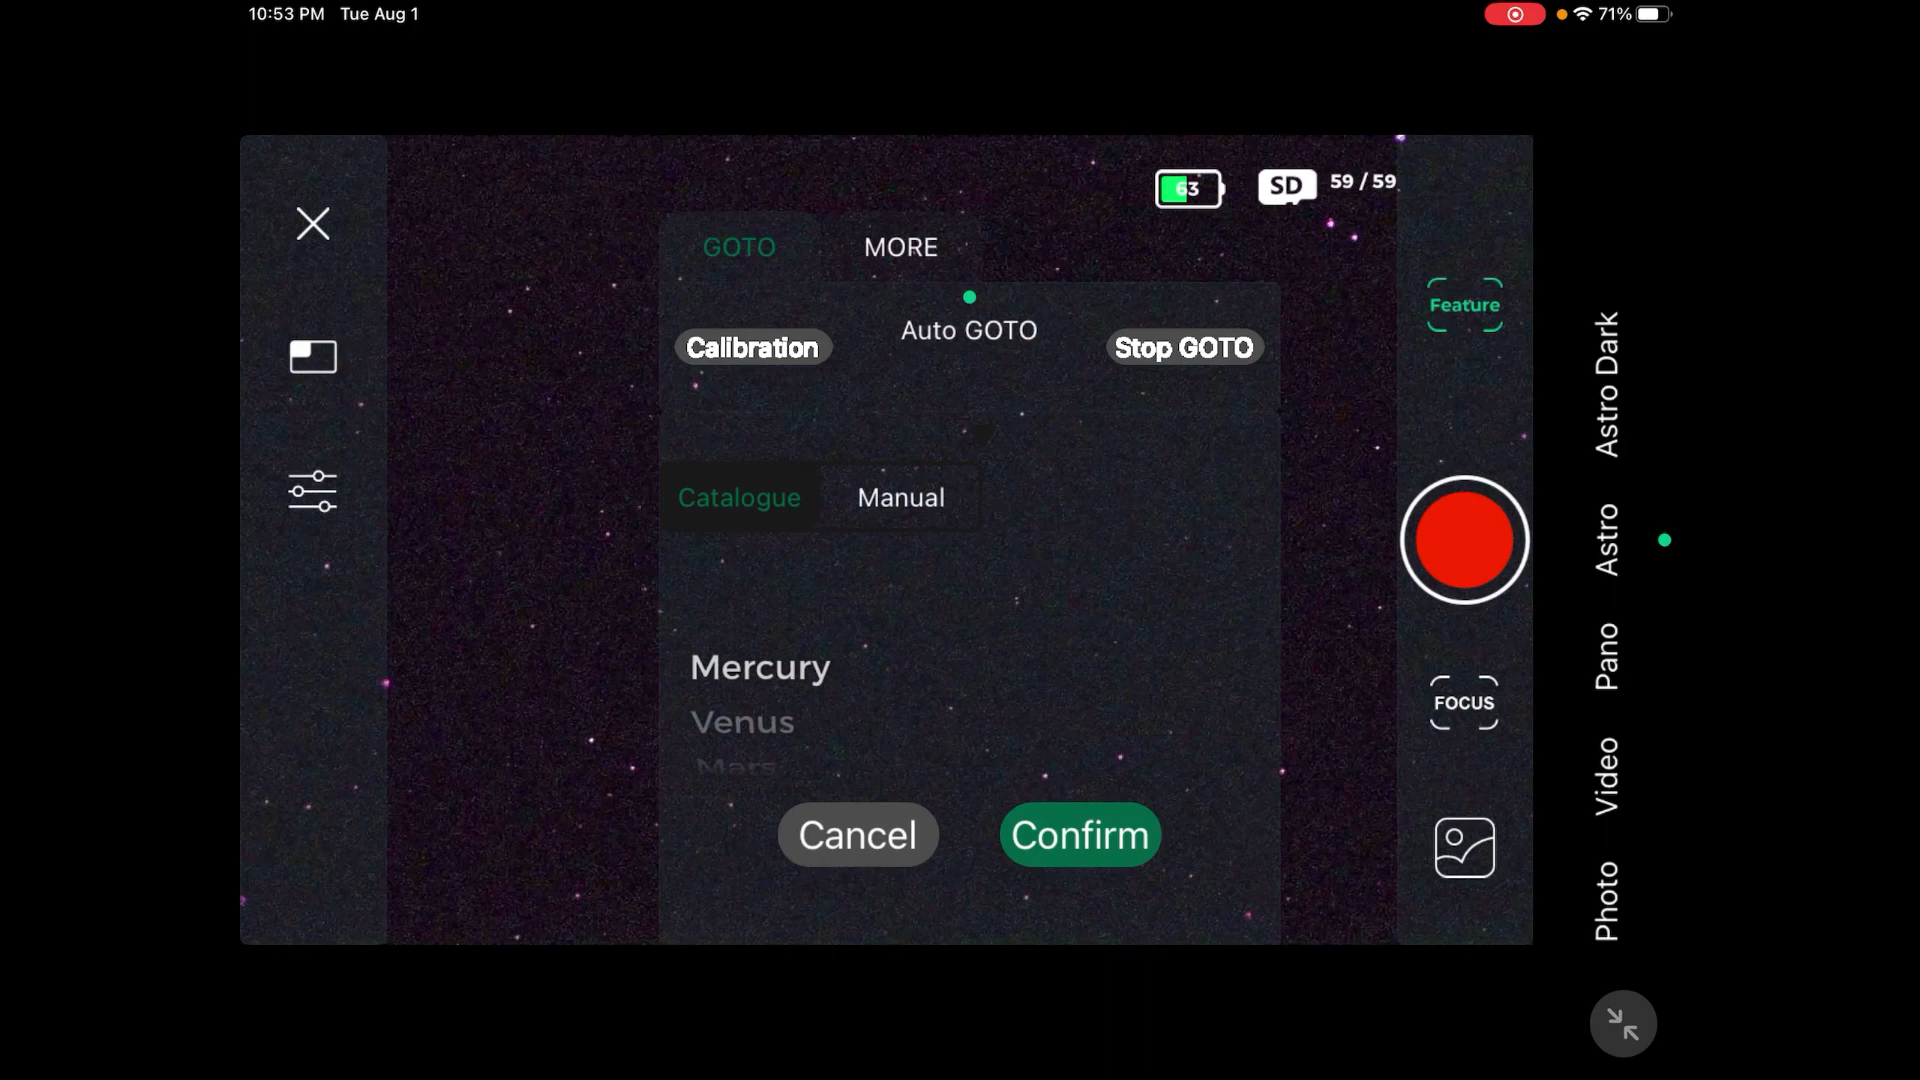 10:53 PM Tue Aug 1
71%
63
SD 59 / 59
GOTO MORE
Auto GOTO
Calibration
Stop GOTO
Catalogue Manual
Mercury
Venus
Mars
Cancel Confirm
Feature
FOCUS
Astro Dark
Astro
Pano
Video
Photo